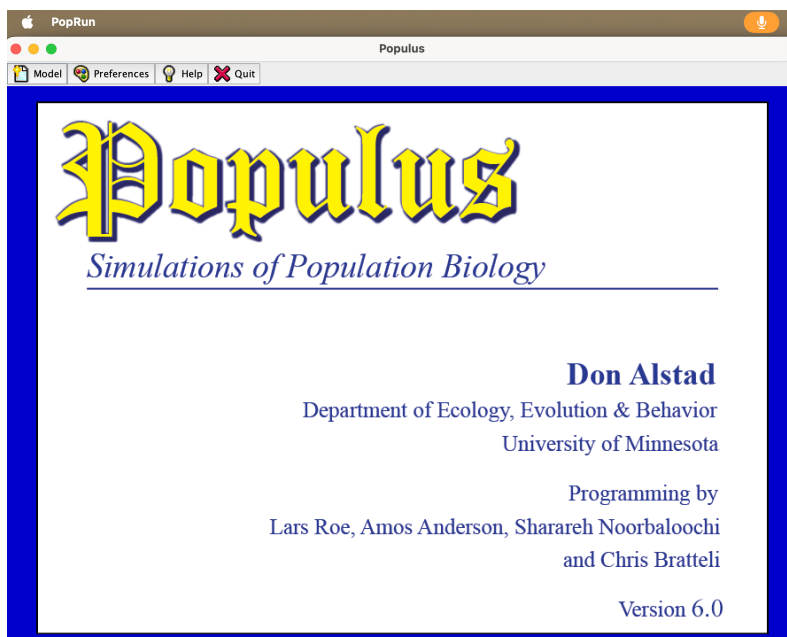 PopRun
Populus
Model Preferences Help Quit
Populus
Simulations of Population Biology
Don Alstad
Department of Ecology, Evolution & Behavior
University of Minnesota
Programming by
Lars Roe, Amos Anderson, Sharareh Noorbaloochi
and Chris Bratteli
Version 6.0